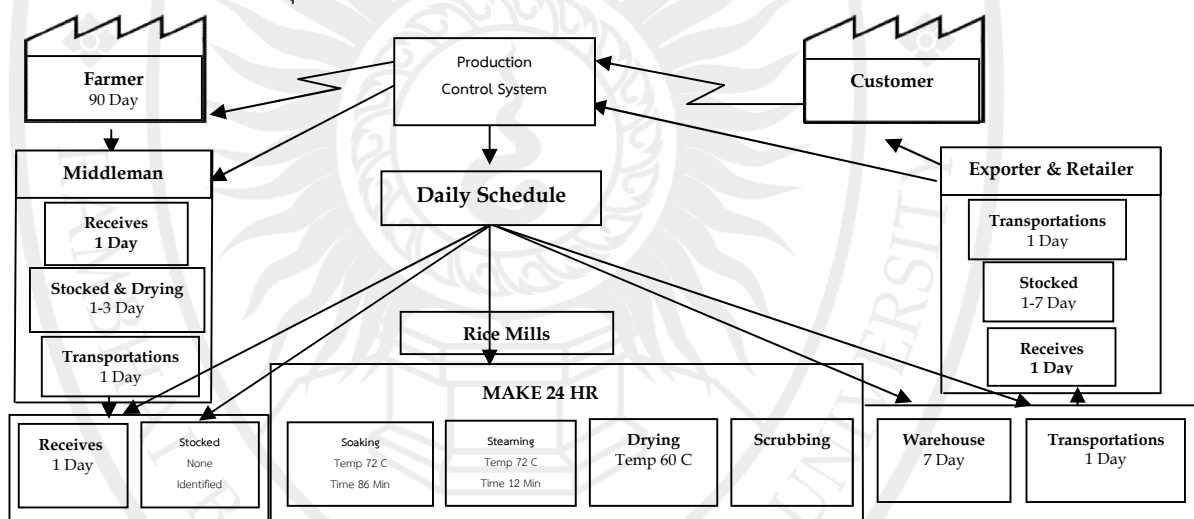 Farmer
90 Day
Production
Control System
Customer
Middleman
Receives
1 Day
Stocked & Drying
1-3 Day
Transportations
1 Day
Daily Schedule
Exporter & Retailer
Transportations
1 Day
Stocked
1-7 Day
Receives
1 Day
Rice Mills
MAKE 24 HR
Receives
1 Day
Stocked
None
Identified
Soaking
Temp 72 C
Time 86 Min
Steaming
Temp 72 C
Time 12 Min
Drying
Temp 60 C
Scrubbing
Warehouse
7 Day
Transportations
1 Day